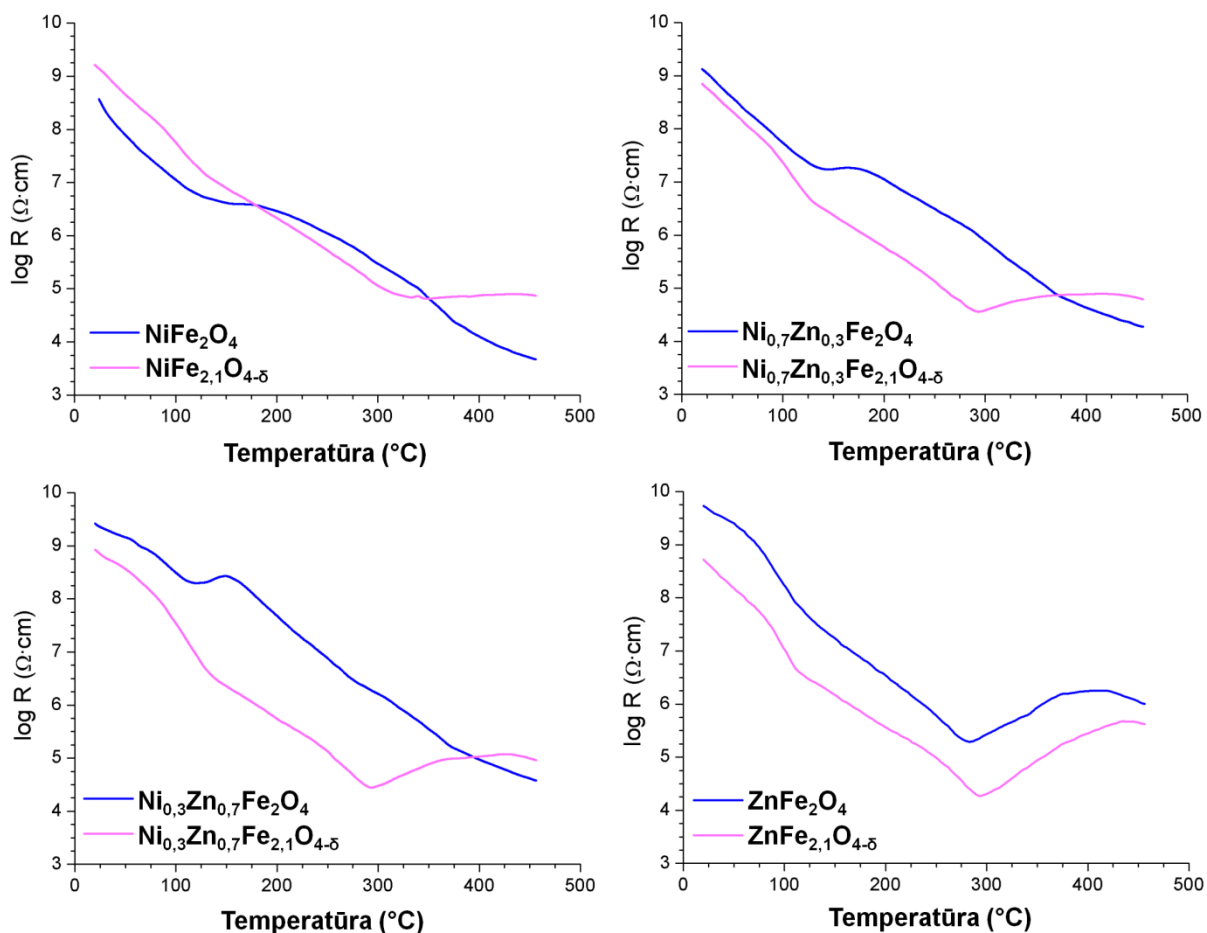 10
9
8
7
6
5
4
3
log R (Ω·cm)
NiFe₂O₄
NiFe₂,₁O₄₋δ
0 100 200 300 400 500
Temperatūra (°C)
10
9
8
7
6
5
4
3
log R (Ω·cm)
Ni₀,₇Zn₀,₃Fe₂O₄
Ni₀,₇Zn₀,₃Fe₂,₁O₄₋δ
0 100 200 300 400 500
Temperatūra (°C)
10
9
8
7
6
5
4
3
log R (Ω·cm)
Ni₀,₃Zn₀,₇Fe₂O₄
Ni₀,₃Zn₀,₇Fe₂,₁O₄₋δ
0 100 200 300 400 500
Temperatūra (°C)
10
9
8
7
6
5
4
3
log R (Ω·cm)
ZnFe₂O₄
ZnFe₂,₁O₄₋δ
0 100 200 300 400 500
Temperatūra (°C)